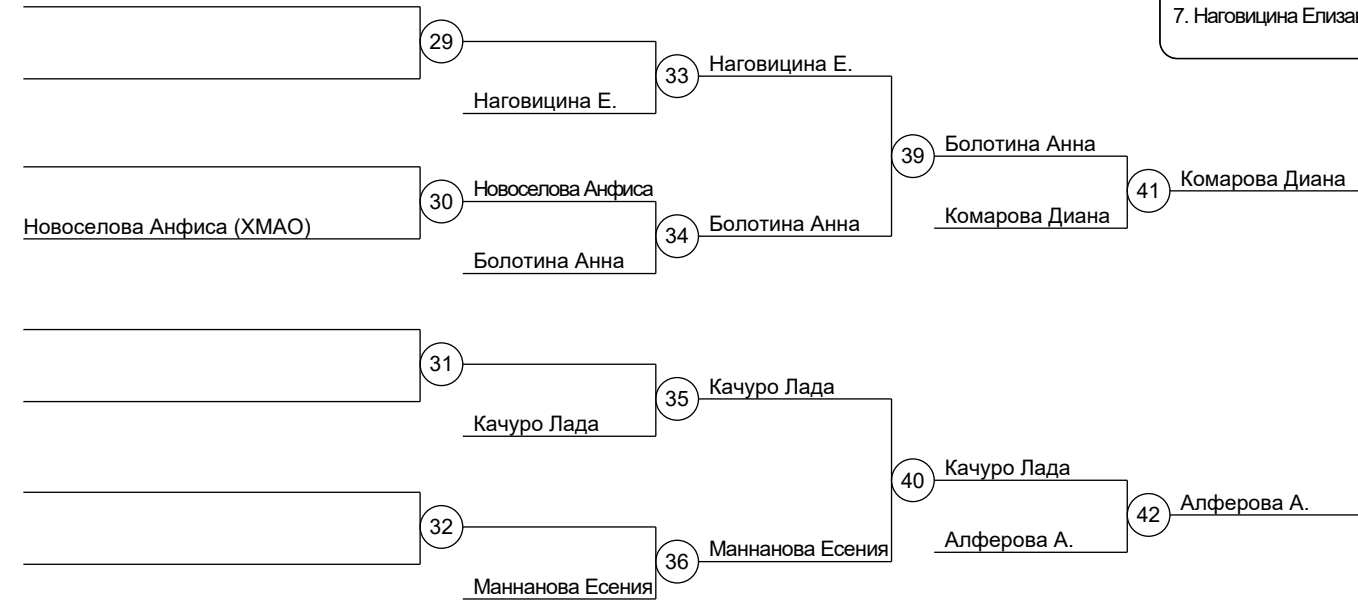 7. Наговицина Елиза
29
33
Наговицина Е.
Наговицина Е.
39
Болотина Анна
41
Комарова Диана
Новоселова Анфиса (ХМАО)
30
Новоселова Анфиса
34
Болотина Анна
Комарова Диана
Болотина Анна
31
35
Качуро Лада
Качуро Лада
40
Качуро Лада
42
Алферова А.
32
36
Маннанова Есения
Алферова А.
Маннанова Есения